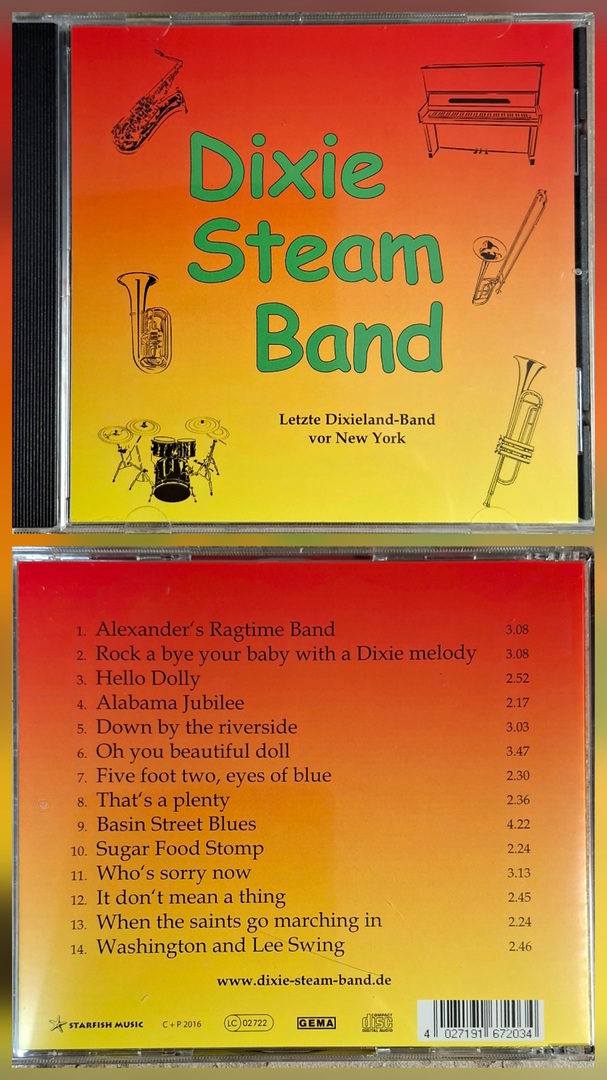 Dixie
Steam
Band
Letzte Dixieland-Band
vor New York
1. Alexander‘s Ragtime Band 3.08
2. Rock a bye your baby with a Dixie melody 3.08
3. Hello Dolly 2.52
4. Alabama Jubilee 2.17
5. Down by the riverside 3.03
6. Oh you beautiful doll 3.47
7. Five foot two, eyes of blue 2.30
8. That‘s a plenty 2.36
9. Basin Street Blues 4.22
10. Sugar Food Stomp 2.24
11. Who‘s sorry now 3.13
12. It don‘t mean a thing 2.45
13. When the saints go marching in 2.24
14. Washington and Lee Swing 2.46
www.dixie-steam-band.de
STARFISH MUSIC C + P 2016 LC 02722 GEMA COMPACT disc DIGITAL AUDIO 4 027191 672034